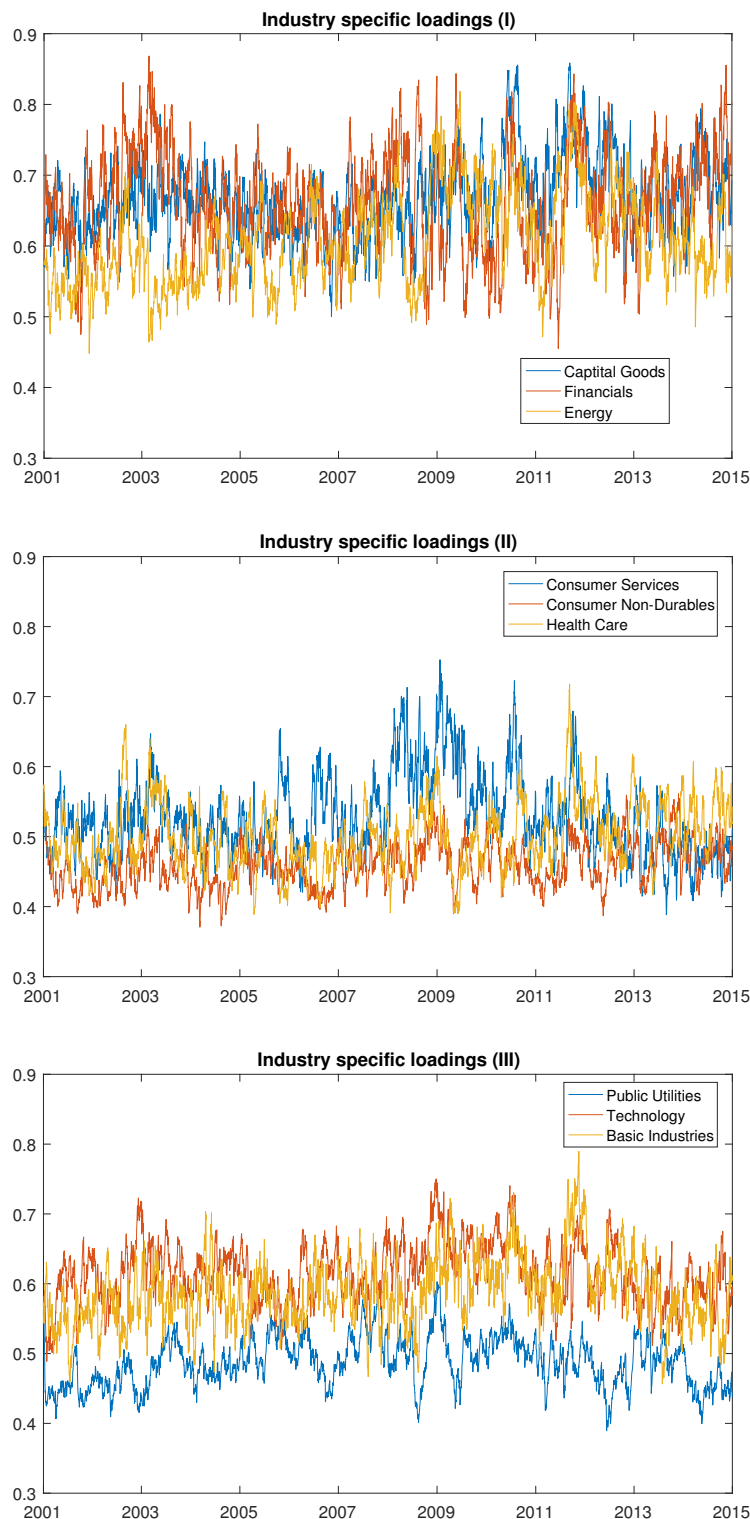 Industry specific loadings (I)
0.9
0.8
0.7
0.6
0.5
0.4
0.3
Captital Goods
Financials
Energy
2001 2003 2005 2007 2009 2011 2013 2015
Industry specific loadings (II)
0.9
0.8
0.7
0.6
0.5
0.4
0.3
Consumer Services
Consumer Non-Durables
Health Care
2001 2003 2005 2007 2009 2011 2013 2015
Industry specific loadings (III)
0.9
0.8
0.7
0.6
0.5
0.4
0.3
Public Utilities
Technology
Basic Industries
2001 2003 2005 2007 2009 2011 2013 2015